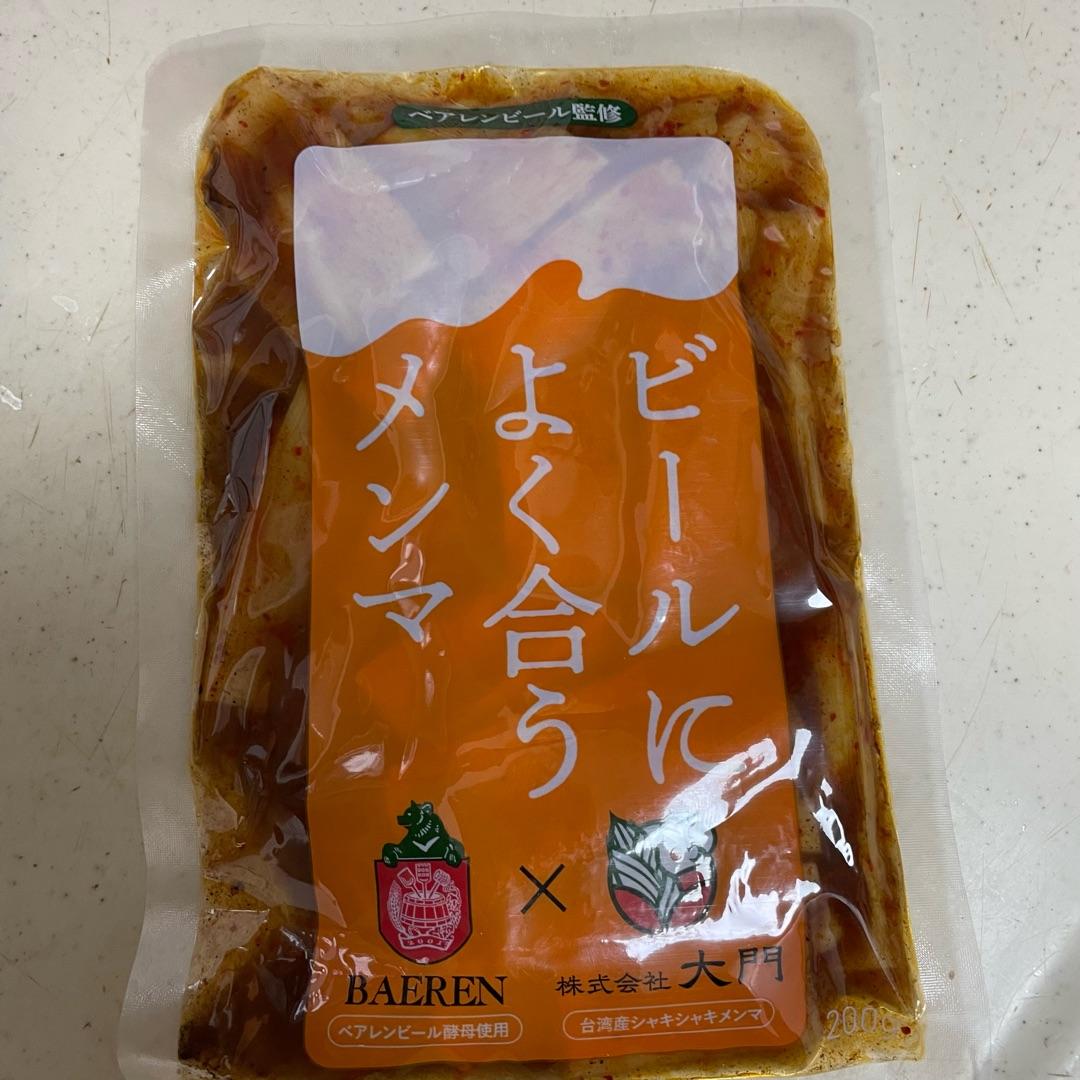 ベアレンビール監修
ビールに
よく合う
メンマ
2001
BAEREN
×
株式会社 大門
ベアレンビール酵母使用
台湾産シャキシャキメンマ
200g